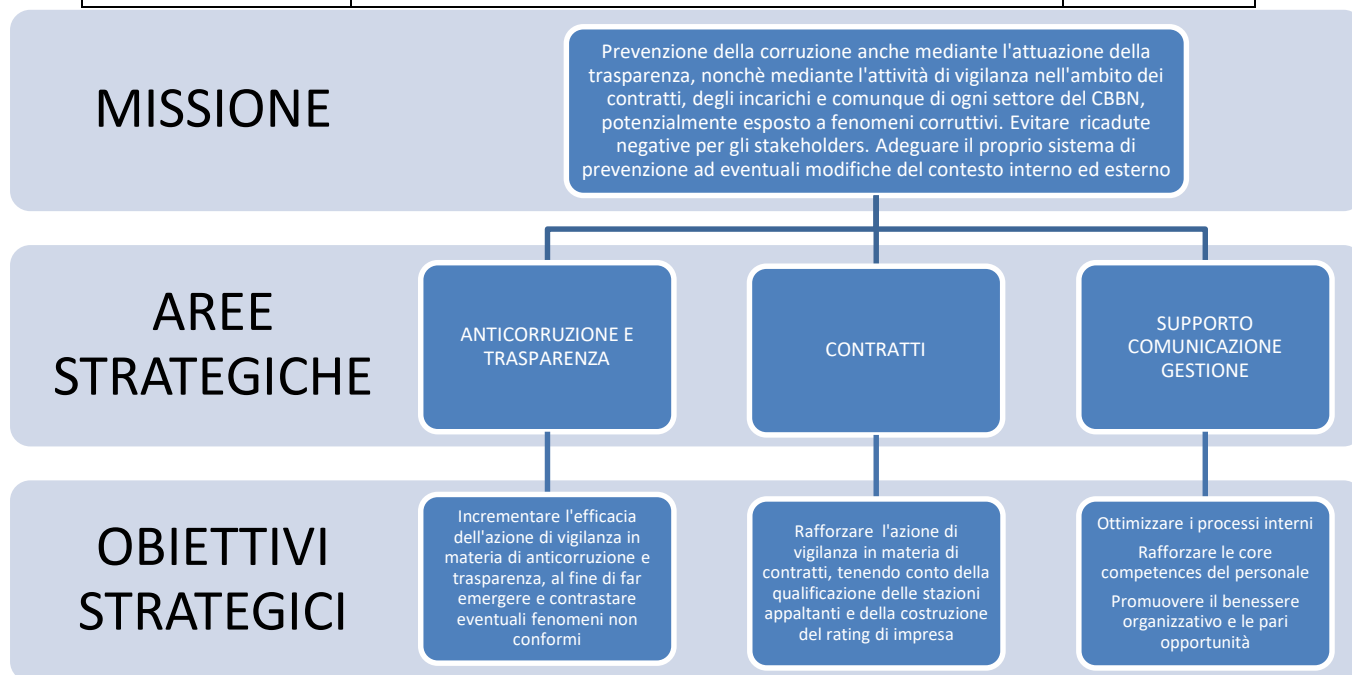 MISSIONE
Prevenzione della corruzione anche mediante l'attuazione della
trasparenza, nonchè mediante l'attività di vigilanza nell'ambito dei
contratti, degli incarichi e comunque di ogni settore del CBBN,
potenzialmente esposto a fenomeni corruttivi. Evitare ricadute
negative per gli stakeholders. Adeguare il proprio sistema di
prevenzione ad eventuali modifiche del contesto interno ed esterno
AREE
STRATEGICHE
ANTICORRUZIONE E
TRASPARENZA
CONTRATTI
SUPPORTO
COMUNICAZIONE
GESTIONE
OBIETTIVI
STRATEGICI
Incrementare l'efficacia
dell'azione di vigilanza in
materia di anticorruzione e
trasparenza, al fine di far
emergere e contrastare
eventuali fenomeni non
conformi
Rafforzare l'azione di
vigilanza in materia di
contratti, tenendo conto della
qualificazione delle stazioni
appaltanti e della costruzione
del rating di impresa
Ottimizzare i processi interni
Rafforzare le core
competences del personale
Promuovere il benessere
organizzativo e le pari
opportunità